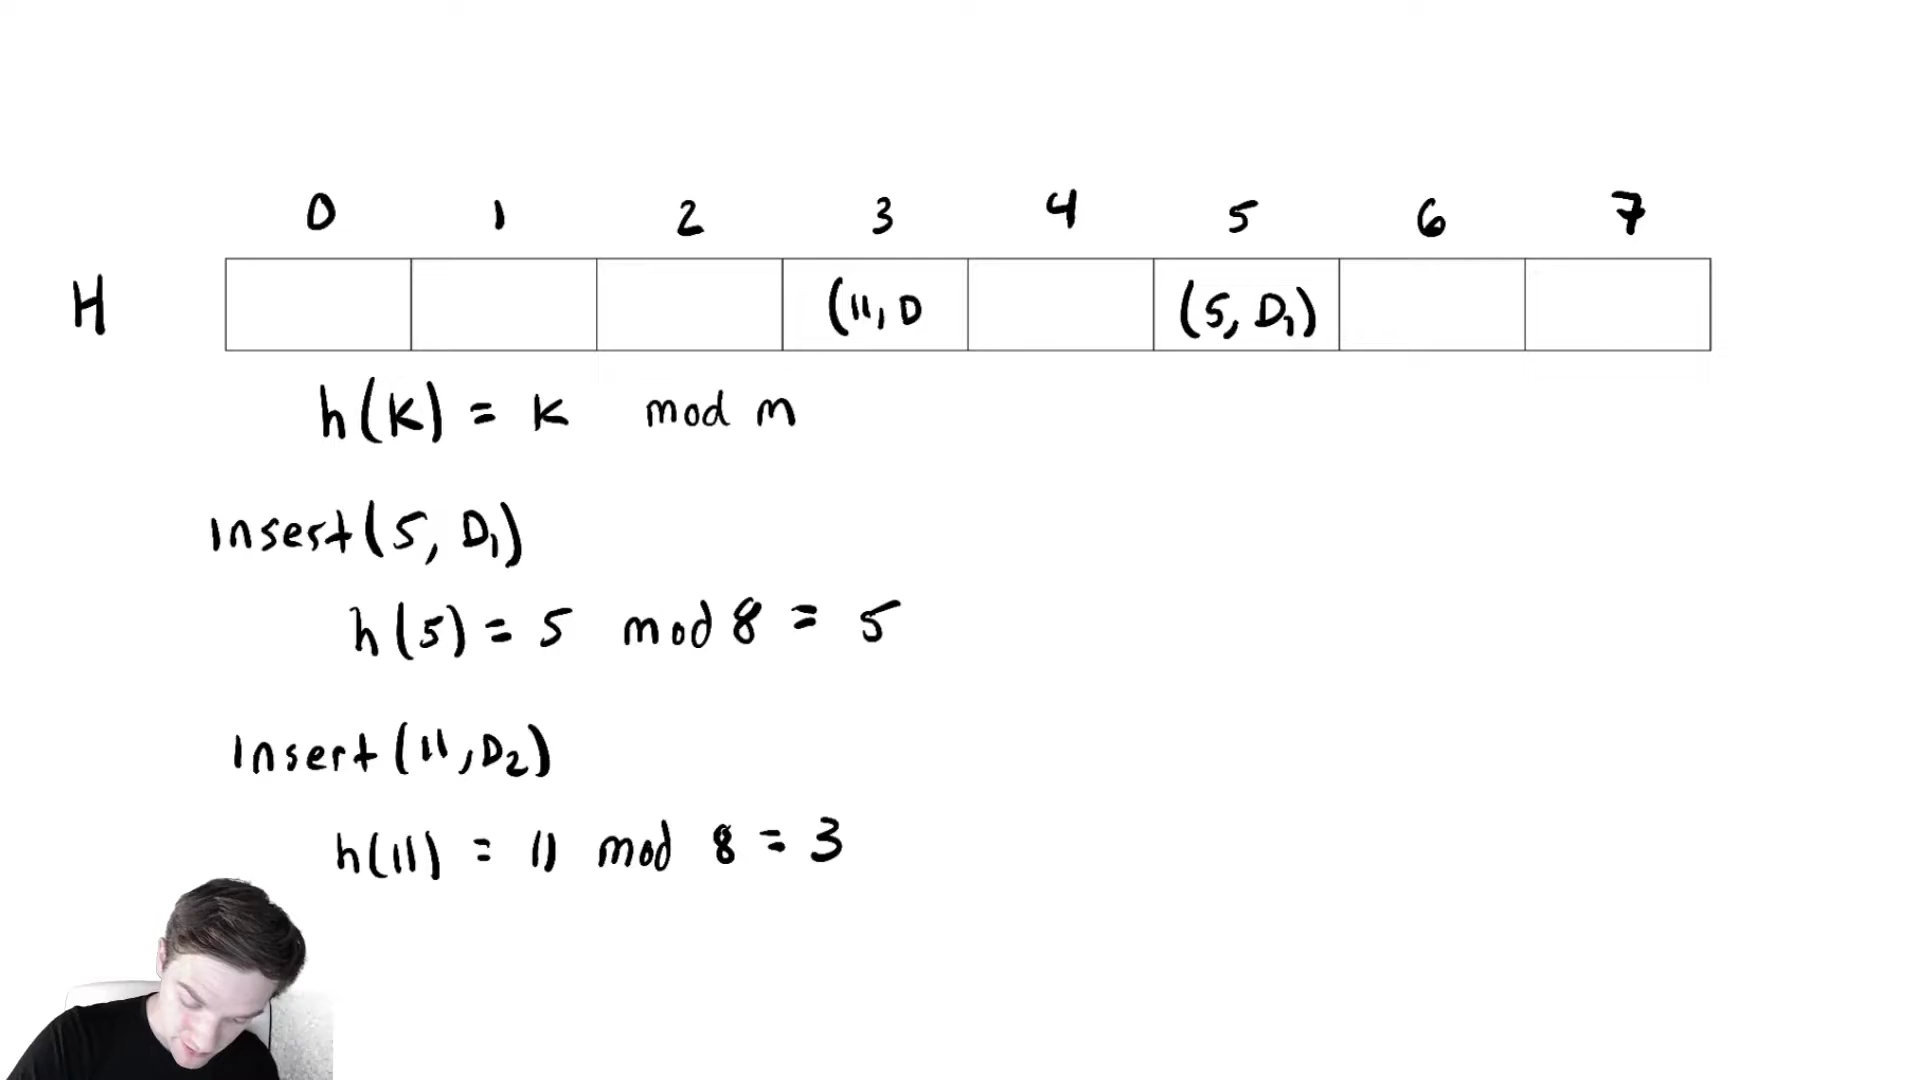 0 1 2 3 4 5 6 7
H (11, D (5, D₁)
h(K) = K mod m
Insert(5, D₁)
h(5) = 5 mod 8 = 5
Insert(11, D₂)
h(11) = 11 mod 8 = 3